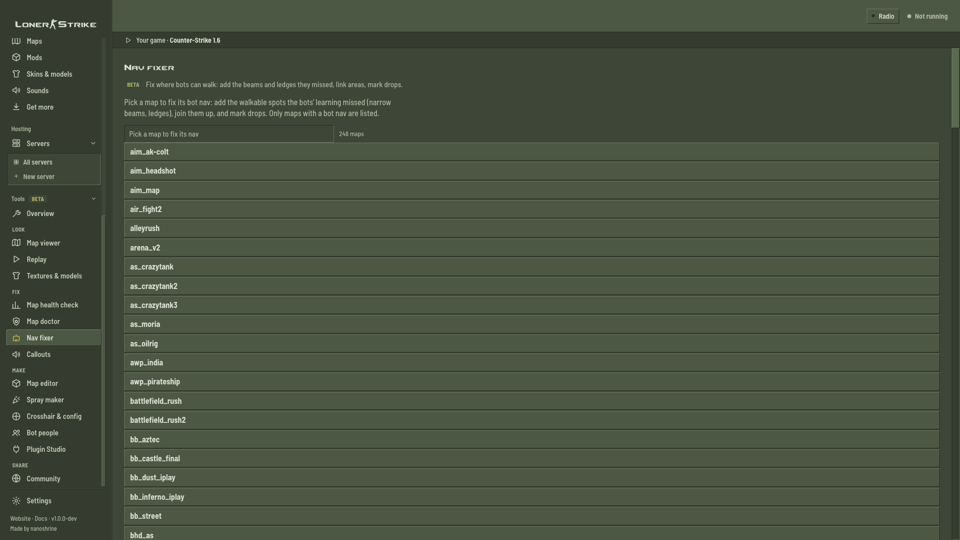 LONER STRIKE
Maps
Mods
Skins & models
Sounds
Get more
Hosting
Servers
All servers
+ New server
Tools BETA
Overview
LOOK
Map viewer
Replay
Textures & models
FIX
Map health check
Map doctor
Nav fixer
Callouts
MAKE
Map editor
Spray maker
Crosshair & config
Bot people
Plugin Studio
SHARE
Community
Settings
Website · Docs · v1.0.0-dev
Made by nanoshrine
Radio
Not running
Your game · Counter-Strike 1.6
NAV FIXER
BETA Fix where bots can walk: add the beams and ledges they missed, link areas, mark drops.
Pick a map to fix its bot nav: add the walkable spots the bots' learning missed (narrow
beams, ledges), join them up, and mark drops. Only maps with a bot nav are listed.
Pick a map to fix its nav
248 maps
aim_ak-colt
aim_headshot
aim_map
air_fight2
alleyrush
arena_v2
as_crazytank
as_crazytank2
as_crazytank3
as_moria
as_oilrig
awp_india
awp_pirateship
battlefield_rush
battlefield_rush2
bb_aztec
bb_castle_final
bb_dust_iplay
bb_inferno_iplay
bb_street
bhd_as